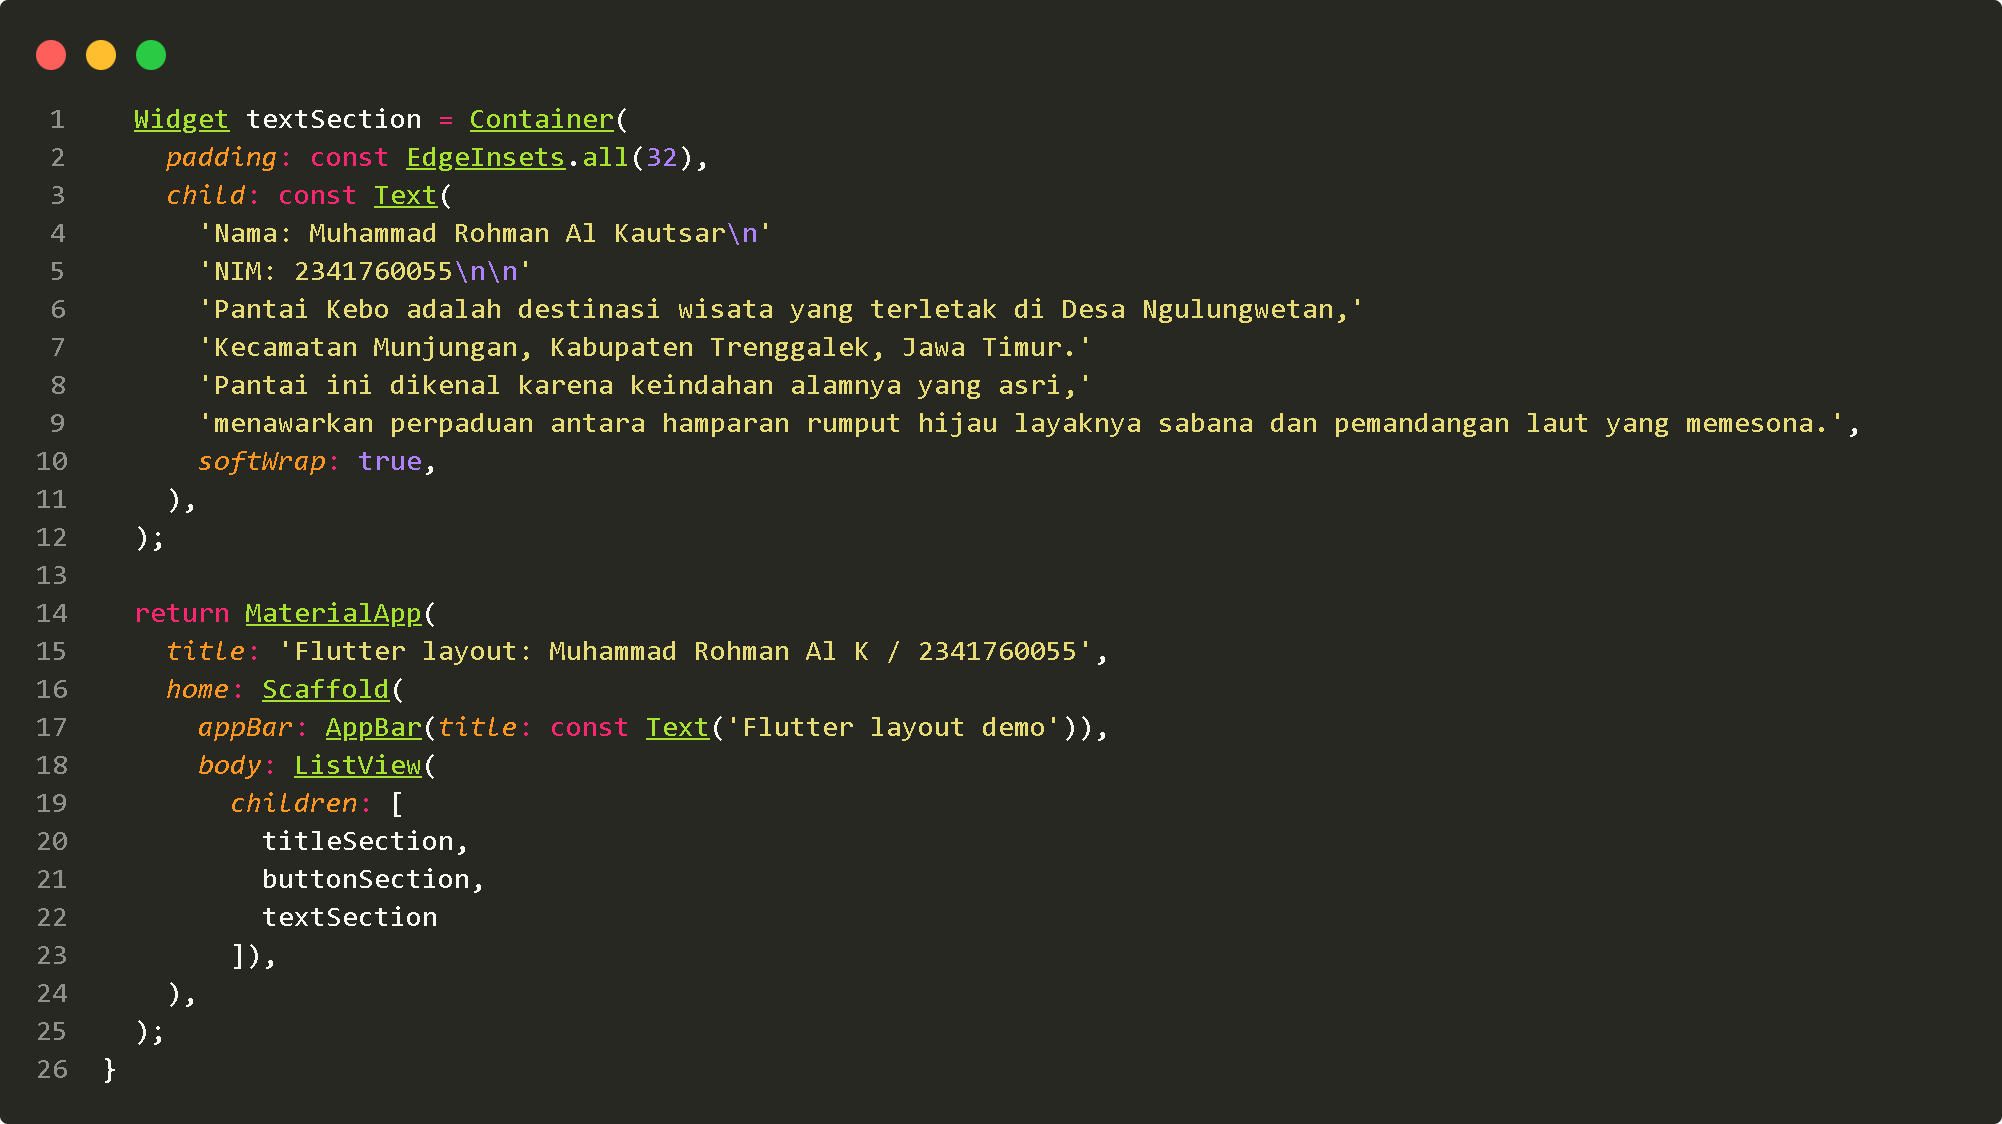 1 Widget textSection = Container(
2 padding: const EdgeInsets.all(32),
3 child: const Text(
4 'Nama: Muhammad Rohman Al Kautsar\n'
5 'NIM: 2341760055\n\n'
6 'Pantai Kebo adalah destinasi wisata yang terletak di Desa Ngulungwetan,'
7 'Kecamatan Munjungan, Kabupaten Trenggalek, Jawa Timur.'
8 'Pantai ini dikenal karena keindahan alamnya yang asri,'
9 'menawarkan perpaduan antara hamparan rumput hijau layaknya sabana dan pemandangan laut yang memesona.',
10 softWrap: true,
11 ),
12 );
13
14 return MaterialApp(
15 title: 'Flutter layout: Muhammad Rohman Al K / 2341760055',
16 home: Scaffold(
17 appBar: AppBar(title: const Text('Flutter layout demo')),
18 body: ListView(
19 children: [
20 titleSection,
21 buttonSection,
22 textSection
23 ]),
24 ),
25 );
26 }